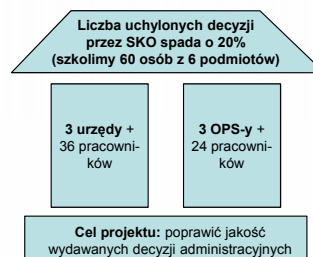 Liczba uchylonych decyzji
przez SKO spada o 20%
(szkolimy 60 osób z 6 podmiotów)
3 urzędy +
36 pracowni-
ków
3 OPS-y +
24 pracowni-
ków
Cel projektu: poprawić jakość
wydawanych decyzji administracyjnych